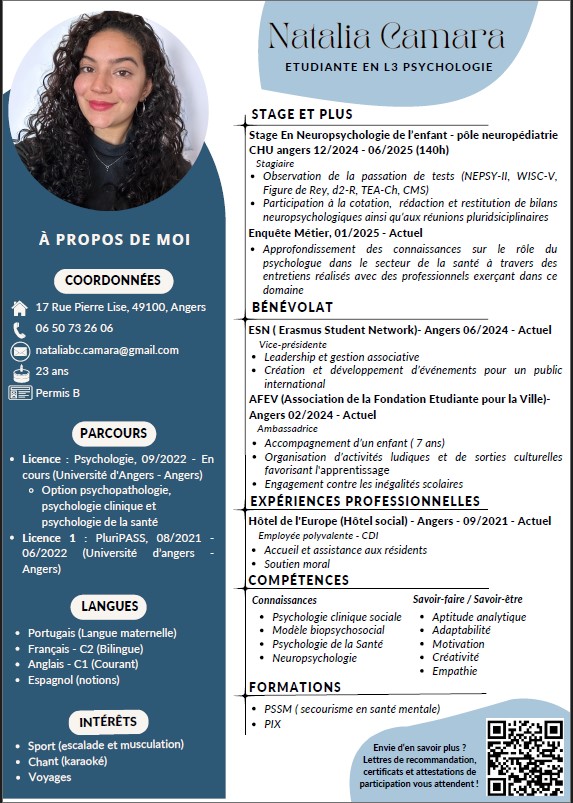 Natalia Camara
ETUDIANTE EN L3 PSYCHOLOGIE
À PROPOS DE MOI
COORDONNÉES
17 Rue Pierre Lise, 49100, Angers
06 50 73 26 06
nataliabc.camara@gmail.com
23 ans
Permis B
PARCOURS
• Licence : Psychologie, 09/2022 - En
cours (Université d'Angers - Angers)
○ Option psychopathologie,
psychologie clinique et
psychologie de la santé
• Licence 1 : PluriPASS, 08/2021 -
06/2022 (Université d'angers -
Angers)
LANGUES
• Portugais (Langue maternelle)
• Français - C2 (Bilingue)
• Anglais - C1 (Courant)
• Espagnol (notions)
INTÉRÊTS
• Sport (escalade et musculation)
• Chant (karaoké)
• Voyages
STAGE ET PLUS
Stage En Neuropsychologie de l'enfant - pôle neuropédiatrie
CHU angers 12/2024 - 06/2025 (140h)
Stagiaire
• Observation de la passation de tests (NEPSY-II, WISC-V,
Figure de Rey, d2-R, TEA-Ch, CMS)
• Participation à la cotation, rédaction et restitution de bilans
neuropsychologiques ainsi qu'aux réunions pluridsiciplinaires
Enquête Métier, 01/2025 - Actuel
• Approfondissement des connaissances sur le rôle du
psychologue dans le secteur de la santé à travers des
entretiens réalisés avec des professionnels exerçant dans ce
domaine
BÉNÉVOLAT
ESN ( Erasmus Student Network)- Angers 06/2024 - Actuel
Vice-présidente
• Leadership et gestion associative
• Création et développement d'événements pour un public
international
AFEV (Association de la Fondation Etudiante pour la Ville)-
Angers 02/2024 - Actuel
Ambassadrice
• Accompagnement d'un enfant ( 7 ans)
• Organisation d'activités ludiques et de sorties culturelles
favorisant l'apprentissage
• Engagement contre les inégalités scolaires
EXPÉRIENCES PROFESSIONNELLES
Hôtel de l'Europe (Hôtel social) - Angers - 09/2021 - Actuel
Employée polyvalente - CDI
• Accueil et assistance aux résidents
• Soutien moral
COMPÉTENCES
Connaissances
• Psychologie clinique sociale
• Modèle biopsychosocial
• Psychologie de la Santé
• Neuropsychologie
Savoir-faire / Savoir-être
• Aptitude analytique
• Adaptabilité
• Motivation
• Créativité
• Empathie
FORMATIONS
• PSSM ( secourisme en santé mentale)
• PIX
Envie d'en savoir plus ?
Lettres de recommandation,
certificats et attestations de
participation vous attendent !